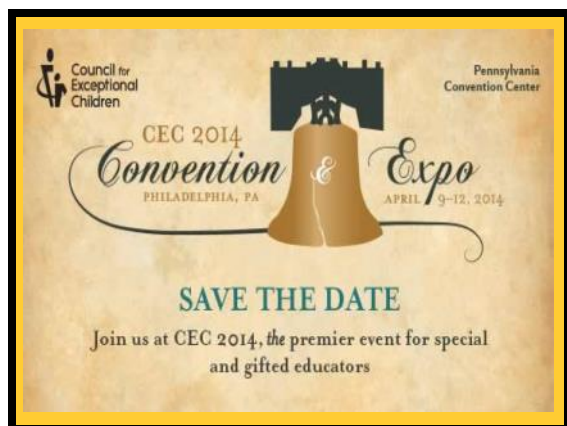 Council for
Exceptional
Children
Pennsylvania
Convention Center
CEC 2014
Convention & Expo
PHILADELPHIA, PA
APRIL 9–12, 2014
SAVE THE DATE
Join us at CEC 2014, the premier event for special
and gifted educators